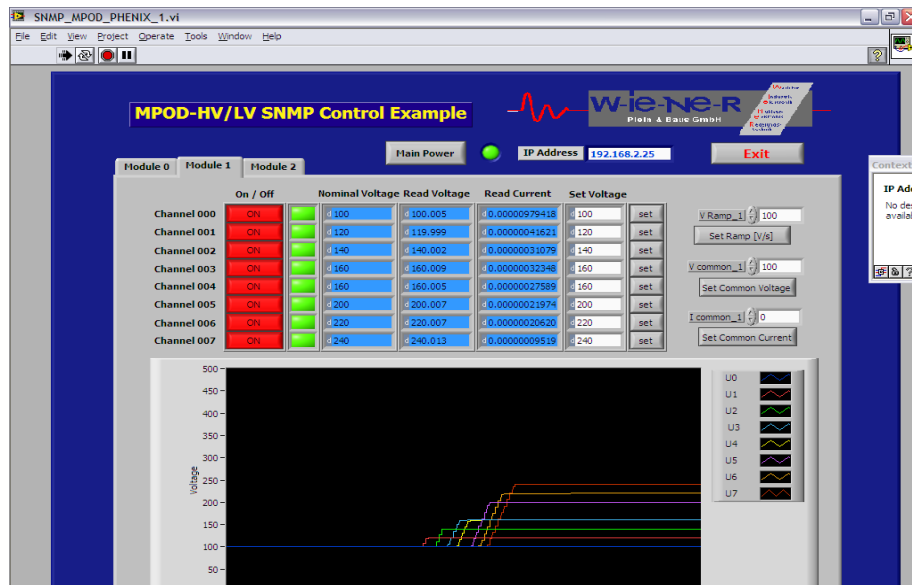 SNMP_MPOD_PHENIX_1.vi
File Edit View Project Operate Tools Window Help
MPOD-HV/LV SNMP Control Example
W-ie-Ne-R
Plein & Baus GmbH
Main Power IP Address 192.168.2.25 Exit
Module 0 Module 1 Module 2
Context
IP Add
No des
availa
On / Off Nominal Voltage Read Voltage Read Current Set Voltage
Channel 000 ON d 100 d 100.005 d 0.00000979418 d 100 set
Channel 001 ON d 120 d 119.999 d 0.00000041621 d 120 set
Channel 002 ON d 140 d 140.002 d 0.00000031079 d 140 set
Channel 003 ON d 160 d 160.009 d 0.00000032348 d 160 set
Channel 004 ON d 160 d 160.005 d 0.00000027589 d 160 set
Channel 005 ON d 200 d 200.007 d 0.00000021974 d 200 set
Channel 006 ON d 220 d 220.007 d 0.00000020620 d 220 set
Channel 007 ON d 240 d 240.013 d 0.00000009519 d 240 set
V Ramp_1 100
Set Ramp [V/s]
V common_1 100
Set Common Voltage
I common_1 0
Set Common Current
Voltage
500
450
400
350
300
250
200
150
100
50
U0
U1
U2
U3
U4
U5
U6
U7